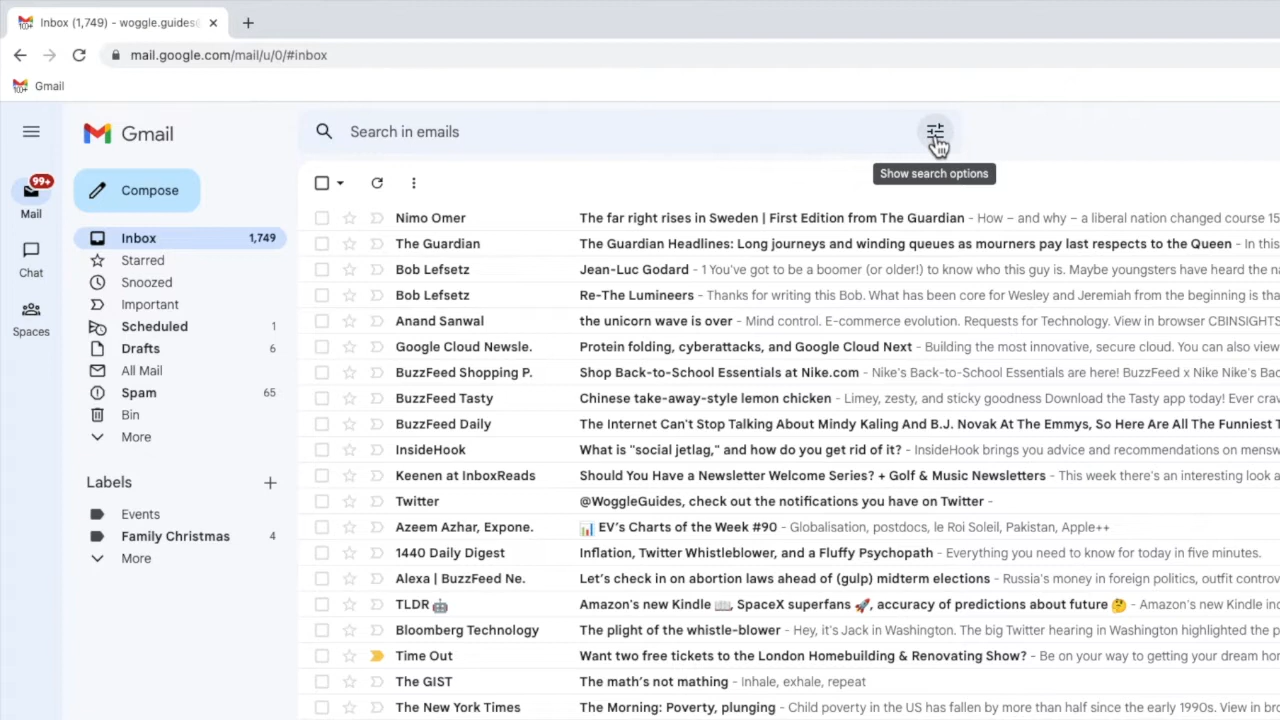 Inbox (1,749) - woggle.guides@
mail.google.com/mail/u/0/#inbox
Gmail
Gmail
Search in emails
Show search options
99+
Mail
Chat
Spaces
Compose
Inbox 1,749
Starred
Snoozed
Important
Scheduled 1
Drafts 6
All Mail
Spam 65
Bin
More
Labels
Events
Family Christmas 4
More
Nimo Omer The far right rises in Sweden | First Edition from The Guardian - How – and why – a liberal nation changed course 15
The Guardian The Guardian Headlines: Long journeys and winding queues as mourners pay last respects to the Queen - In this
Bob Lefsetz Jean-Luc Godard - 1 You've got to be a boomer (or older!) to know who this guy is. Maybe youngsters have heard the na
Bob Lefsetz Re-The Lumineers - Thanks for writing this Bob. What has been core for Wesley and Jeremiah from the beginning is tha
Anand Sanwal the unicorn wave is over - Mind control. E-commerce evolution. Requests for Technology. View in browser CBINSIGHTS
Google Cloud Newsle. Protein folding, cyberattacks, and Google Cloud Next - Building the most innovative, secure cloud. You can also view
BuzzFeed Shopping P. Shop Back-to-School Essentials at Nike.com - Nike's Back-to-School Essentials are here! BuzzFeed x Nike Nike's Bac
BuzzFeed Tasty Chinese take-away-style lemon chicken - Limey, zesty, and sticky goodness Download the Tasty app today! Ever crav
BuzzFeed Daily The Internet Can't Stop Talking About Mindy Kaling And B.J. Novak At The Emmys, So Here Are All The Funniest T
InsideHook What is "social jetlag," and how do you get rid of it? - InsideHook brings you advice and recommendations on mensw
Keenen at InboxReads Should You Have a Newsletter Welcome Series? + Golf & Music Newsletters - This week there's an interesting look a
Twitter @WoggleGuides, check out the notifications you have on Twitter -
Azeem Azhar, Expone. 📊 EV's Charts of the Week #90 - Globalisation, postdocs, le Roi Soleil, Pakistan, Apple++
1440 Daily Digest Inflation, Twitter Whistleblower, and a Fluffy Psychopath - Everything you need to know for today in five minutes.
Alexa | BuzzFeed Ne. Let's check in on abortion laws ahead of (gulp) midterm elections - Russia's money in foreign politics, outfit controv
TLDR 🤖 Amazon's new Kindle 📖, SpaceX superfans 🚀, accuracy of predictions about future 🤔 - Amazon's new Kindle inc
Bloomberg Technology The plight of the whistle-blower - Hey, it's Jack in Washington. The big Twitter hearing in Washington highlighted the p
Time Out Want two free tickets to the London Homebuilding & Renovating Show? - Be on your way to getting your dream hom
The GIST The math's not mathing - Inhale, exhale, repeat
The New York Times The Morning: Poverty, plunging - Child poverty in the US has fallen by more than half since the early 1990s. View in bro